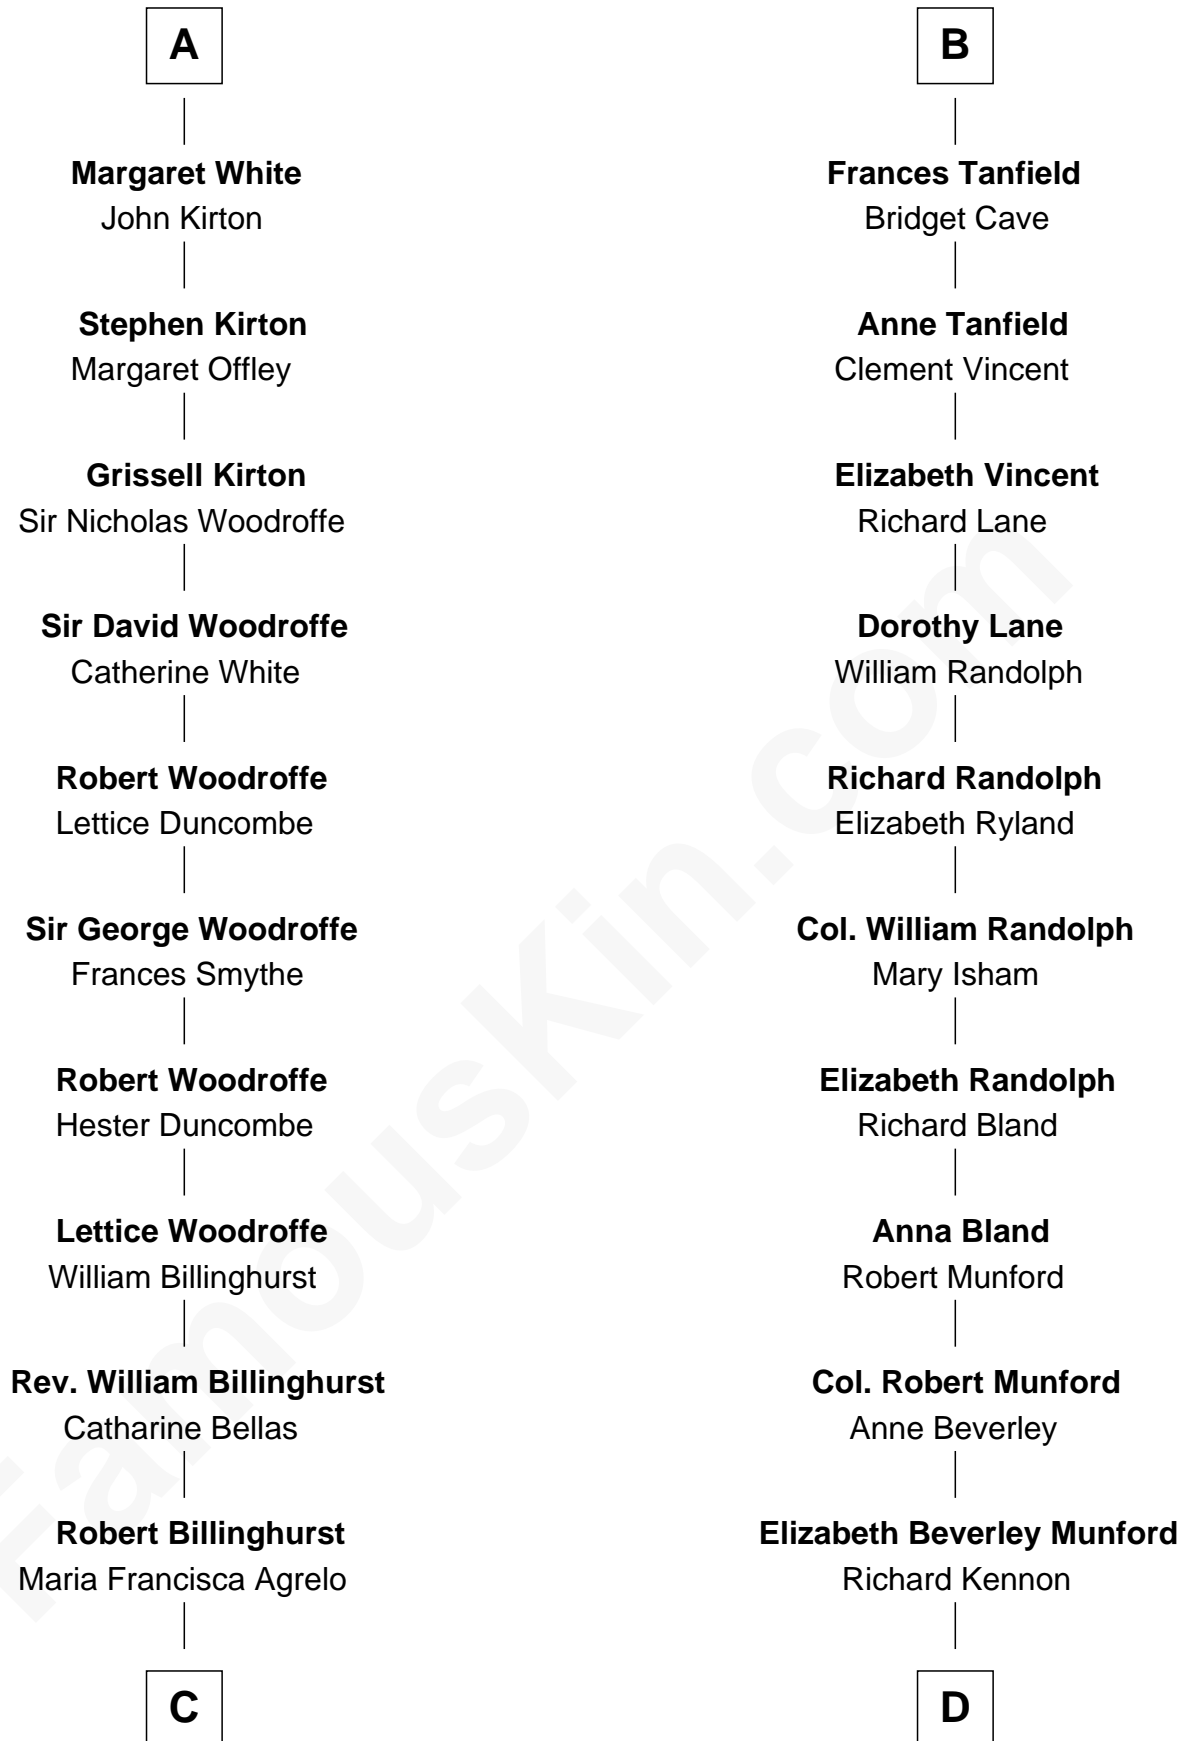 A
Margaret White
John Kirton
Stephen Kirton
Margaret Offley
Grissell Kirton
Sir Nicholas Woodroffe
Sir David Woodroffe
Catherine White
Robert Woodroffe
Lettice Duncombe
Sir George Woodroffe
Frances Smythe
Robert Woodroffe
Hester Duncombe
Lettice Woodroffe
William Billinghurst
Rev. William Billinghurst
Catharine Bellas
Robert Billinghurst
Maria Francisca Agrelo
C
B
Frances Tanfield
Bridget Cave
Anne Tanfield
Clement Vincent
Elizabeth Vincent
Richard Lane
Dorothy Lane
William Randolph
Richard Randolph
Elizabeth Ryland
Col. William Randolph
Mary Isham
Elizabeth Randolph
Richard Bland
Anna Bland
Robert Munford
Col. Robert Munford
Anne Beverley
Elizabeth Beverley Munford
Richard Kennon
D
FamousKin.com